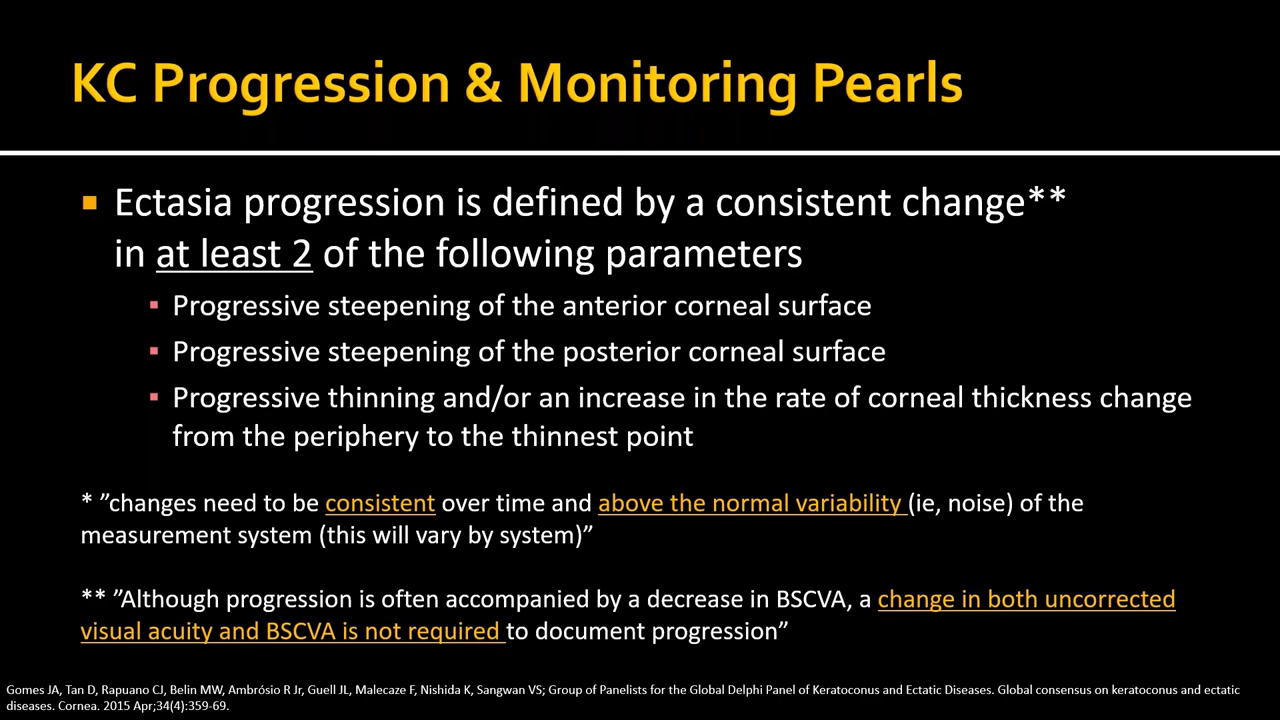 KC Progression & Monitoring Pearls
▪ Ectasia progression is defined by a consistent change**
in at least 2 of the following parameters
▪ Progressive steepening of the anterior corneal surface
▪ Progressive steepening of the posterior corneal surface
▪ Progressive thinning and/or an increase in the rate of corneal thickness change
from the periphery to the thinnest point
* ”changes need to be consistent over time and above the normal variability (ie, noise) of the
measurement system (this will vary by system)”
** ”Although progression is often accompanied by a decrease in BSCVA, a change in both uncorrected
visual acuity and BSCVA is not required to document progression”
Gomes JA, Tan D, Rapuano CJ, Belin MW, Ambrósio R Jr, Guell JL, Malecaze F, Nishida K, Sangwan VS; Group of Panelists for the Global Delphi Panel of Keratoconus and Ectatic Diseases. Global consensus on keratoconus and ectatic
diseases. Cornea. 2015 Apr;34(4):359-69.